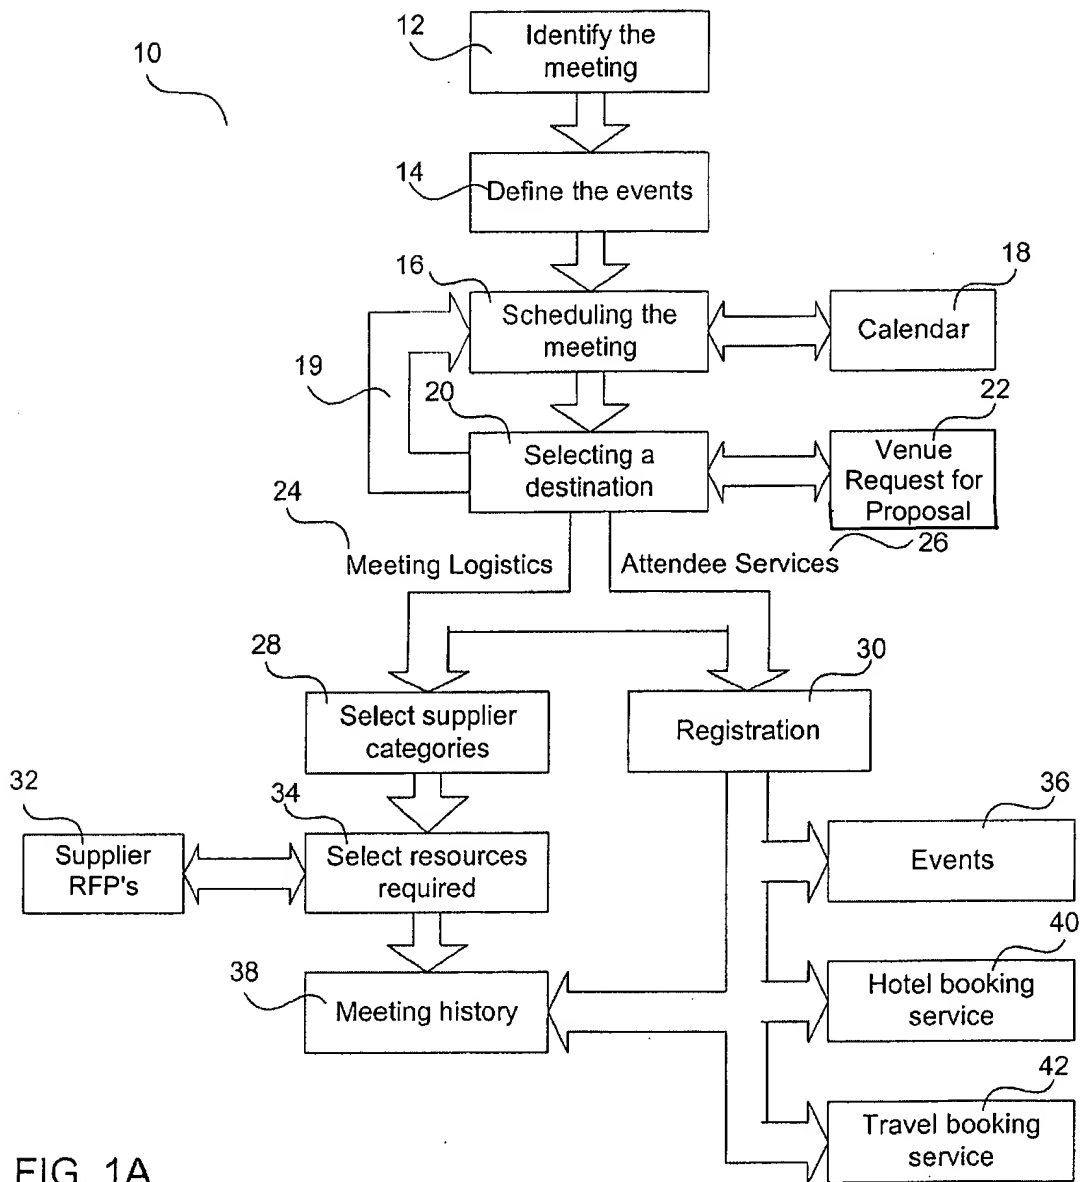 12
Identify the
meeting
10
14
Define the events
16
Scheduling the
meeting
18
Calendar
19
20
Selecting a
destination
22
Venue
Request for
Proposal
24
Meeting Logistics
Attendee Services
26
28
Select supplier
categories
30
Registration
32
Supplier
RFP's
34
Select resources
required
36
Events
38
Meeting history
40
Hotel booking
service
42
Travel booking
service
FIG. 1A